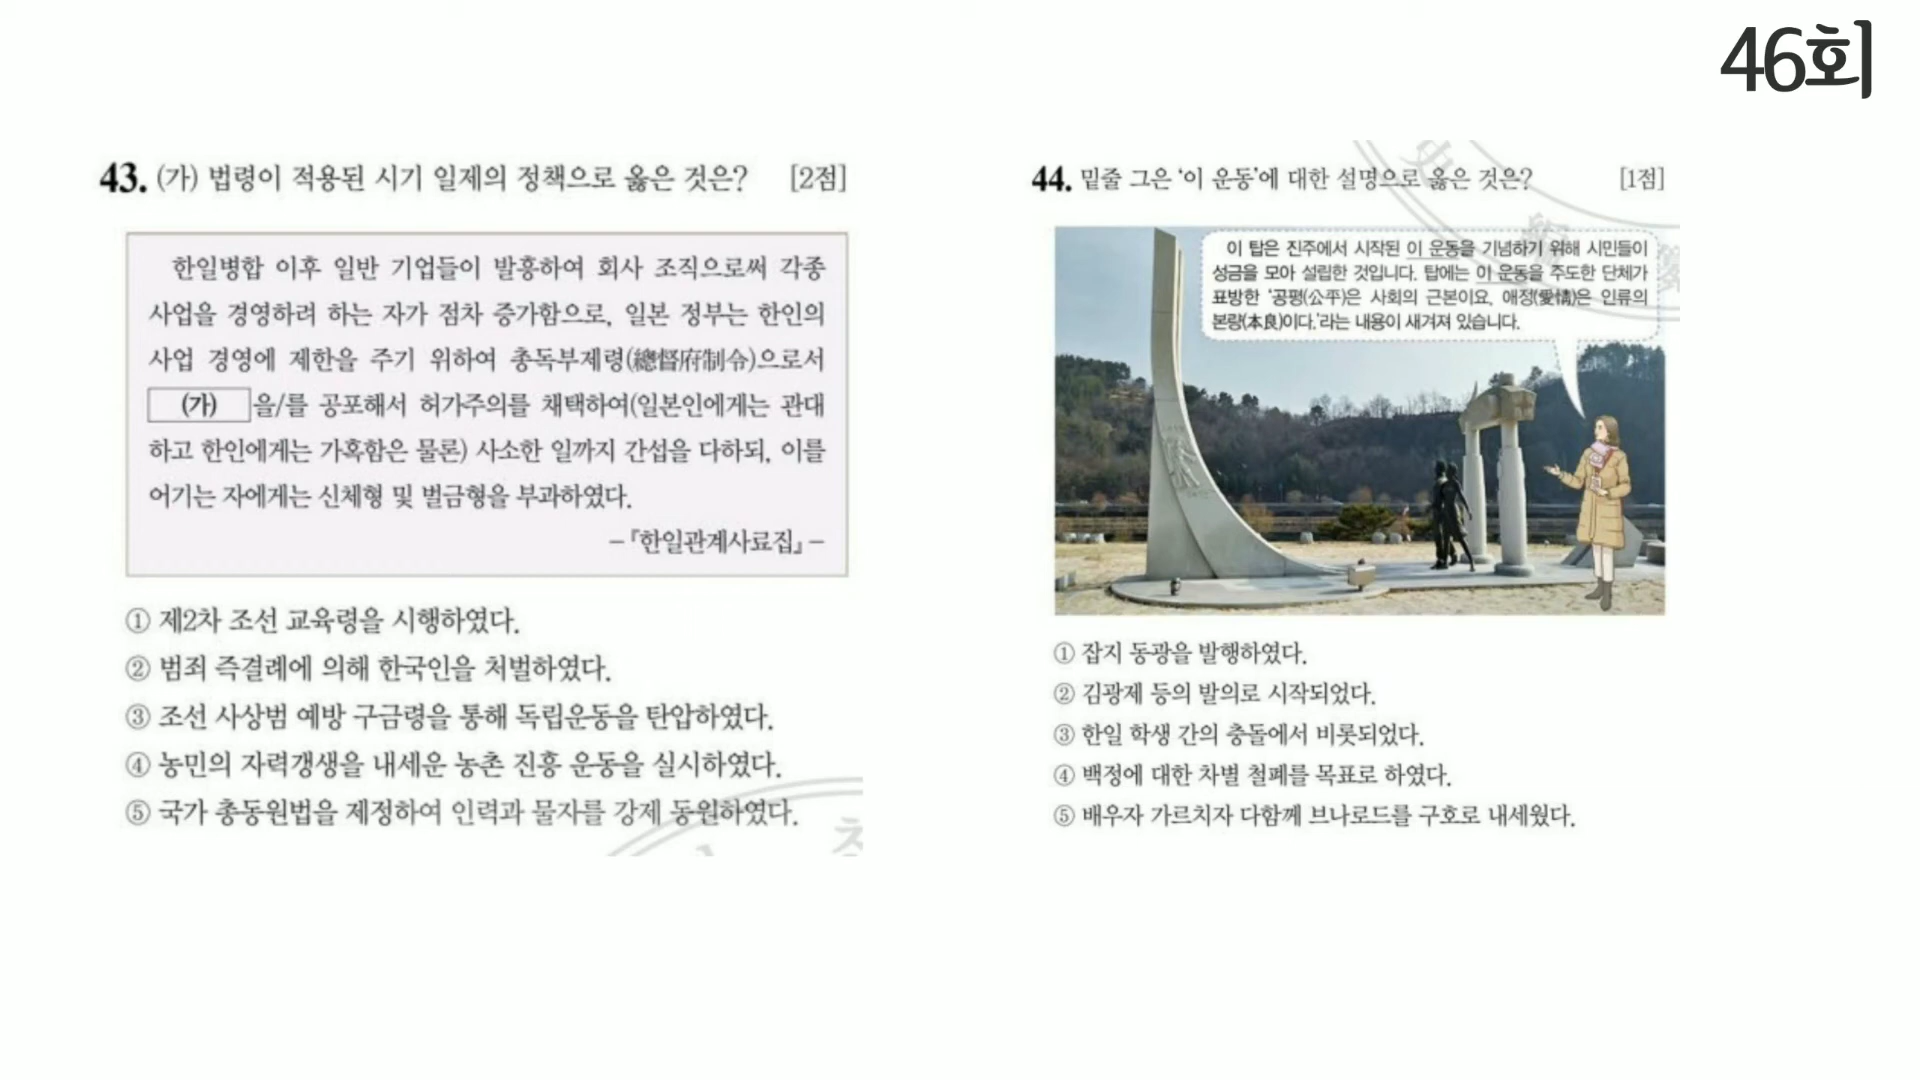 46회
43. (가) 법령이 적용된 시기 일제의 정책으로 옳은 것은? [2점]
한일병합 이후 일반 기업들이 발흥하여 회사 조직으로써 각종
사업을 경영하려 하는 자가 점차 증가함으로, 일본 정부는 한인의
사업 경영에 제한을 주기 위하여 총독부제령(總督府制令)으로서
(가) 을/를 공포해서 허가주의를 채택하여(일본인에게는 관대
하고 한인에게는 가혹함은 물론) 사소한 일까지 간섭을 다하되, 이를
어기는 자에게는 신체형 및 벌금형을 부과하였다.
-『한일관계사료집』-
① 제2차 조선 교육령을 시행하였다.
② 범죄 즉결례에 의해 한국인을 처벌하였다.
③ 조선 사상범 예방 구금령을 통해 독립운동을 탄압하였다.
④ 농민의 자력갱생을 내세운 농촌 진흥 운동을 실시하였다.
⑤ 국가 총동원법을 제정하여 인력과 물자를 강제 동원하였다.
44. 밑줄 그은 '이 운동'에 대한 설명으로 옳은 것은? [1점]
이 탑은 진주에서 시작된 이 운동을 기념하기 위해 시민들이
성금을 모아 설립한 것입니다. 탑에는 이 운동을 주도한 단체가
표방한 '공평(公平)은 사회의 근본이요, 애정(愛情)은 인류의
본량(本良)이다.'라는 내용이 새겨져 있습니다.
① 잡지 동광을 발행하였다.
② 김광제 등의 발의로 시작되었다.
③ 한일 학생 간의 충돌에서 비롯되었다.
④ 백정에 대한 차별 철폐를 목표로 하였다.
⑤ 배우자 가르치자 다함께 브나로드를 구호로 내세웠다.